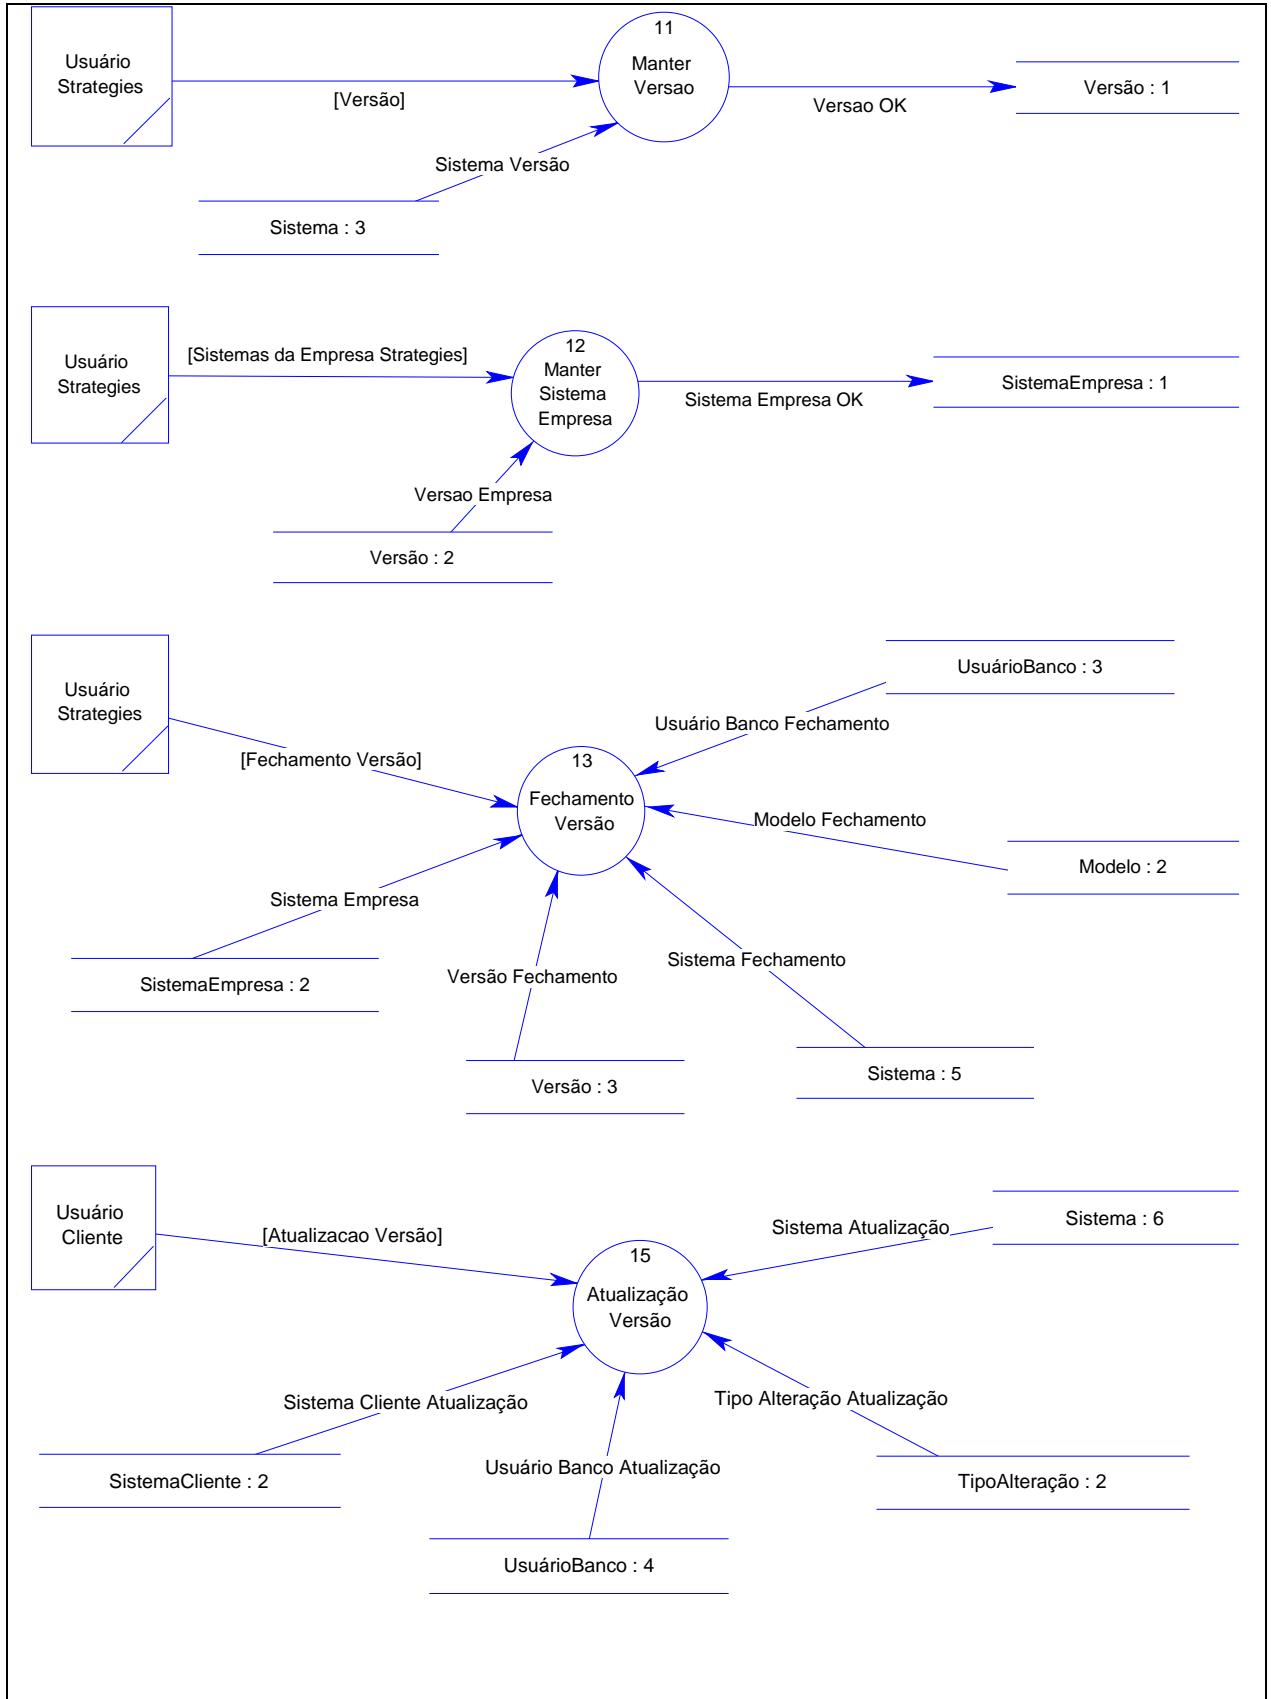 Usuário
Strategies
[Versão]
11
Manter
Versao
Versao OK
Versão : 1
Sistema Versão
Sistema : 3
Usuário
Strategies
[Sistemas da Empresa Strategies]
12
Manter
Sistema
Empresa
Sistema Empresa OK
SistemaEmpresa : 1
Versao Empresa
Versão : 2
Usuário
Strategies
[Fechamento Versão]
13
Fechamento
Versão
UsuárioBanco : 3
Usuário Banco Fechamento
Modelo Fechamento
Modelo : 2
Sistema Empresa
SistemaEmpresa : 2
Versão Fechamento
Versão : 3
Sistema Fechamento
Sistema : 5
Usuário
Cliente
[Atualizacao Versão]
15
Atualização
Versão
Sistema Atualização
Sistema : 6
Sistema Cliente Atualização
SistemaCliente : 2
Usuário Banco Atualização
UsuárioBanco : 4
Tipo Alteração Atualização
TipoAlteração : 2